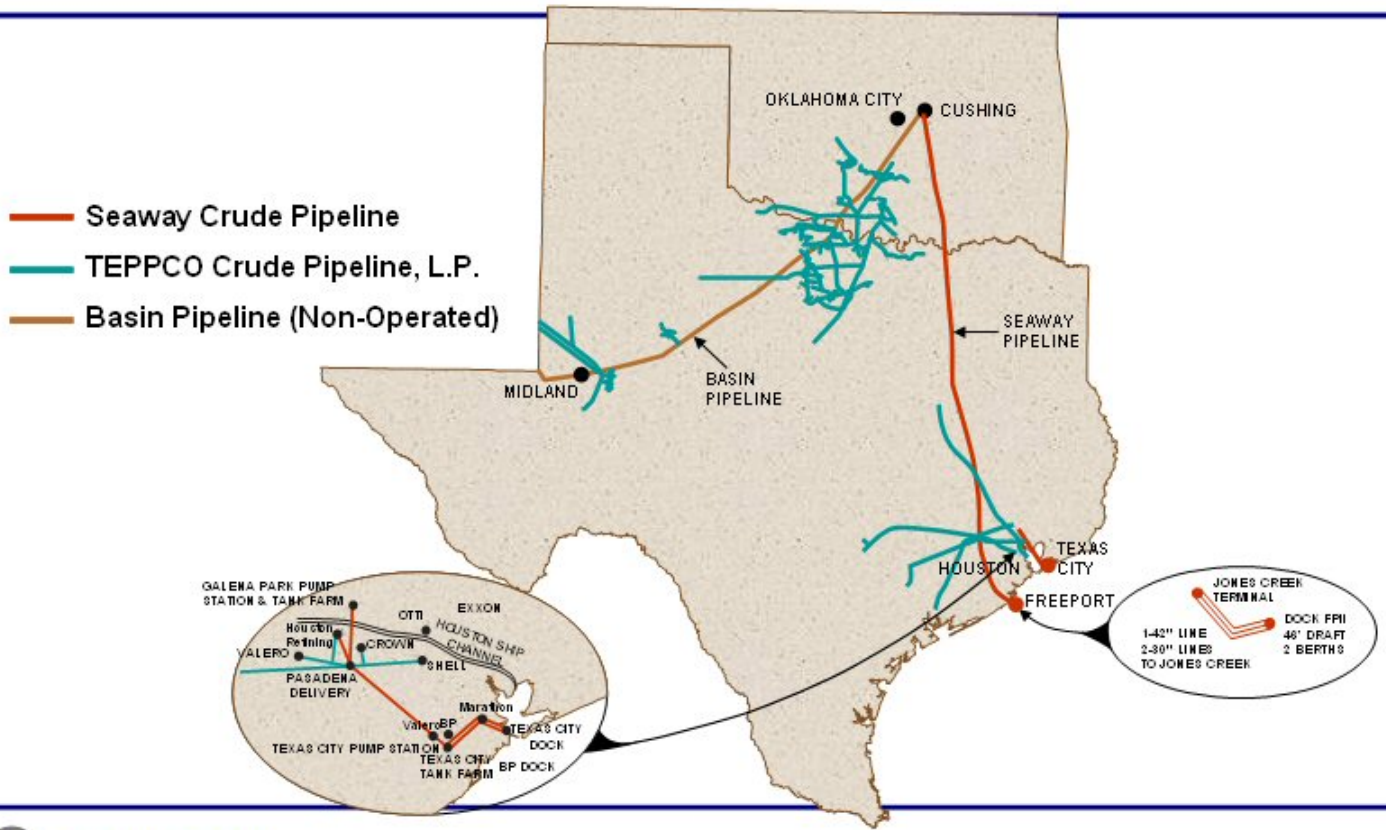 OKLAHOMA CITY
CUSHING
Seaway Crude Pipeline
TEPPCO Crude Pipeline, L.P.
Basin Pipeline (Non-Operated)
SEAWAY
PIPELINE
BASIN
PIPELINE
MIDLAND
TEXAS
CITY
HOUSTON
FREEPORT
GALENA PARK PUMP
STATION & TANK FARM
OTTI
EXXON
HOUSTON SHIP
CHANNEL
Houston
Refining
CROWN
VALERO
SHELL
PASADENA
DELIVERY
Marathon
Valero
BP
TEXAS CITY
DOCK
TEXAS CITY PUMP STATION
TEXAS CITY
TANK FARM
BP DOCK
JONES CREEK
TERMINAL
DOCK FPII
46' DRAFT
2 BERTHS
1-42" LINE
2-30" LINES
TO JONES CREEK